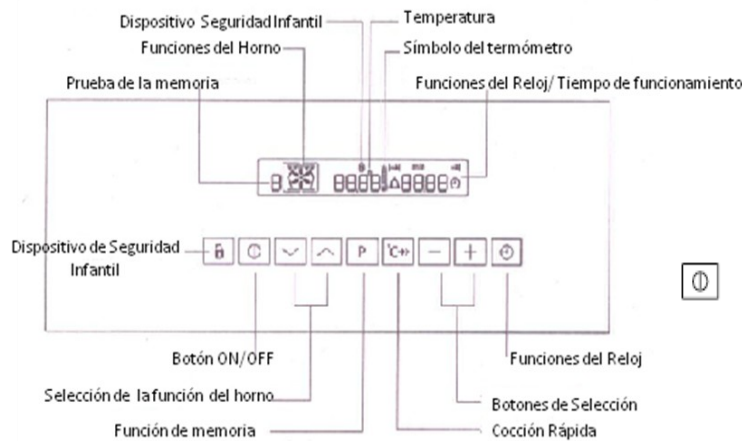 Dispositivo Seguridad Infantil
Temperatura
Funciones del Horno
Símbolo del termómetro
Prueba de la memoria
Funciones del Reloj/ Tiempo de funcionamiento
Dispositivo de Seguridad
Infantil
P
°C
Botón ON/OFF
Funciones del Reloj
Selección de la función del horno
Botones de Selección
Función de memoria
Cocción Rápida